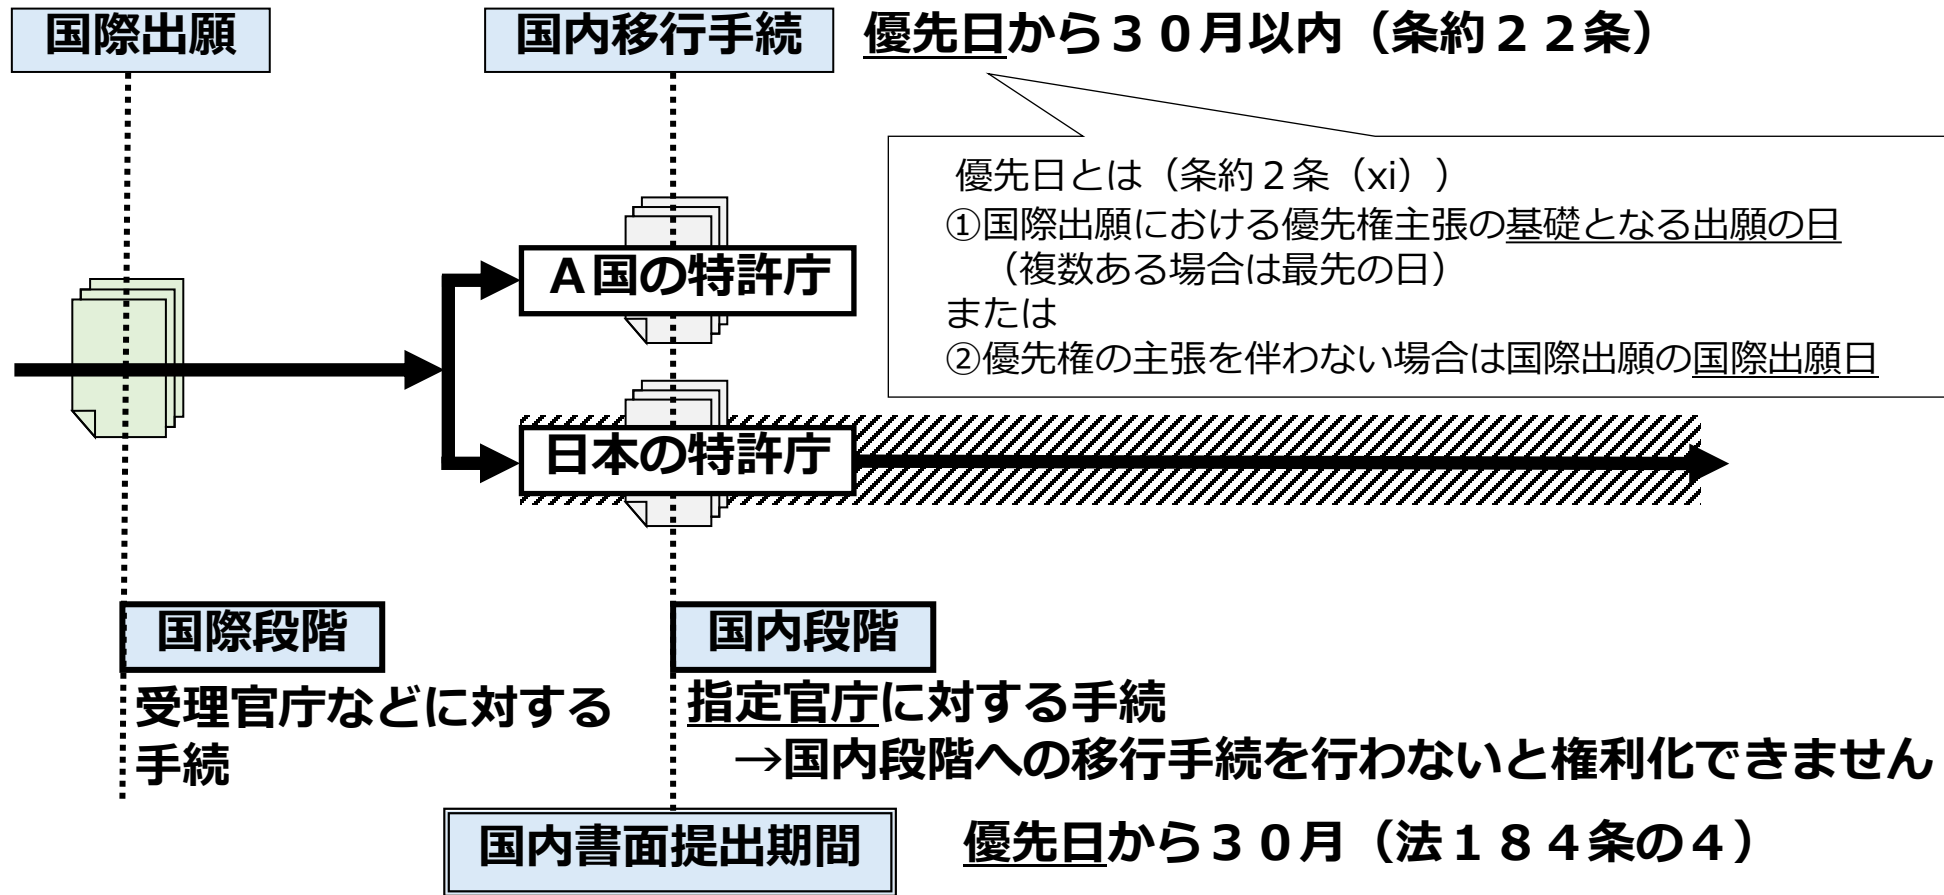 国際出願
国内移行手続
優先日から３０月以内（条約２２条）
優先日とは（条約２条（xi））
①国際出願における優先権主張の基礎となる出願の日
（複数ある場合は最先の日）
または
②優先権の主張を伴わない場合は国際出願の国際出願日
Ａ国の特許庁
日本の特許庁
国際段階
受理官庁などに対する
手続
国内段階
指定官庁に対する手続
→国内段階への移行手続を行わないと権利化できません
国内書面提出期間
優先日から３０月（法１８４条の４）